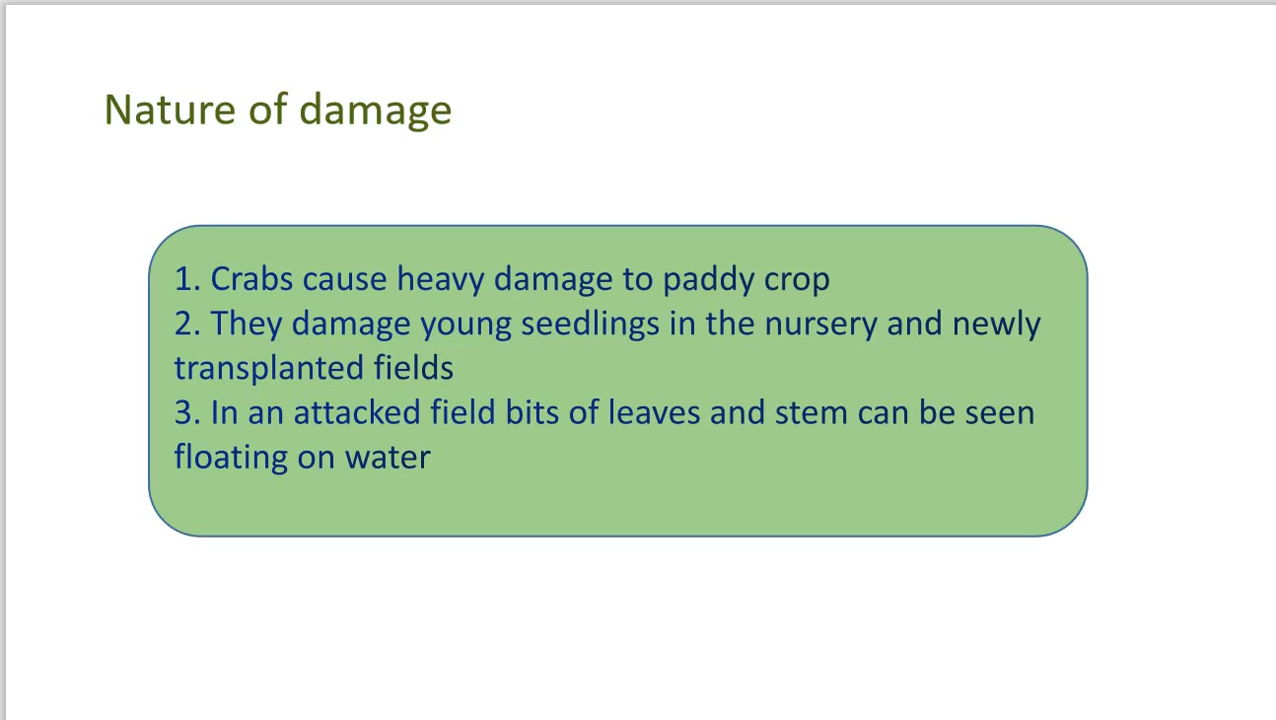 Nature of damage
1. Crabs cause heavy damage to paddy crop
2. They damage young seedlings in the nursery and newly
transplanted fields
3. In an attacked field bits of leaves and stem can be seen
floating on water